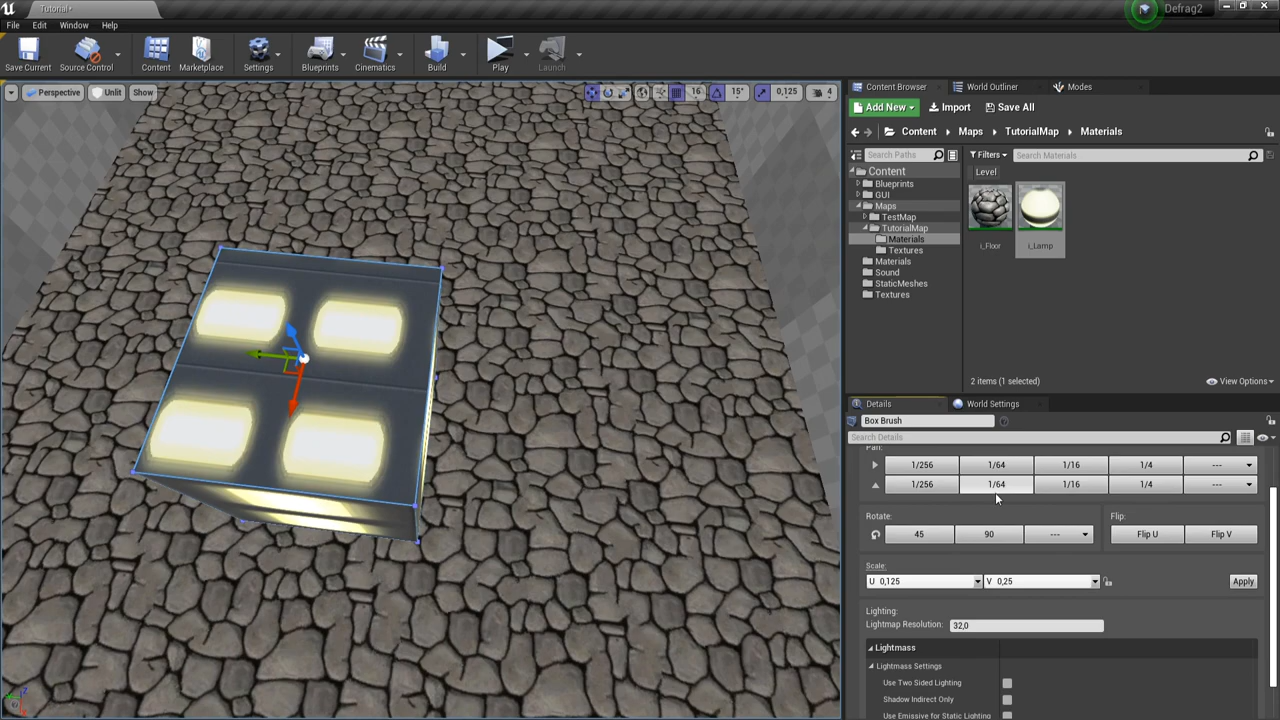 Tutorial*
Defrag2
File Edit Window Help
Save Current Source Control Content Marketplace Settings Blueprints Cinematics Build Play Launch
Perspective Unlit Show 16 15° 0,125 4
Content Browser World Outliner Modes
Add New Import Save All
Content Maps TutorialMap Materials
Search Paths Filters Search Materials
Content
Level
Blueprints
GUI
Maps
TestMap
TutorialMap
Materials
Textures
Materials
Sound
StaticMeshes
Textures
i_Floor i_Lamp
2 items (1 selected) View Options
Details World Settings
Box Brush
Search Details
Pan:
1/256 1/64 1/16 1/4 ---
1/256 1/64 1/16 1/4 ---
Rotate: Flip:
45 90 --- Flip U Flip V
Scale:
U 0,125 V 0,25 Apply
Lighting:
Lightmap Resolution: 32,0
Lightmass
Lightmass Settings
Use Two Sided Lighting
Shadow Indirect Only
Use Emissive for Static Lighting